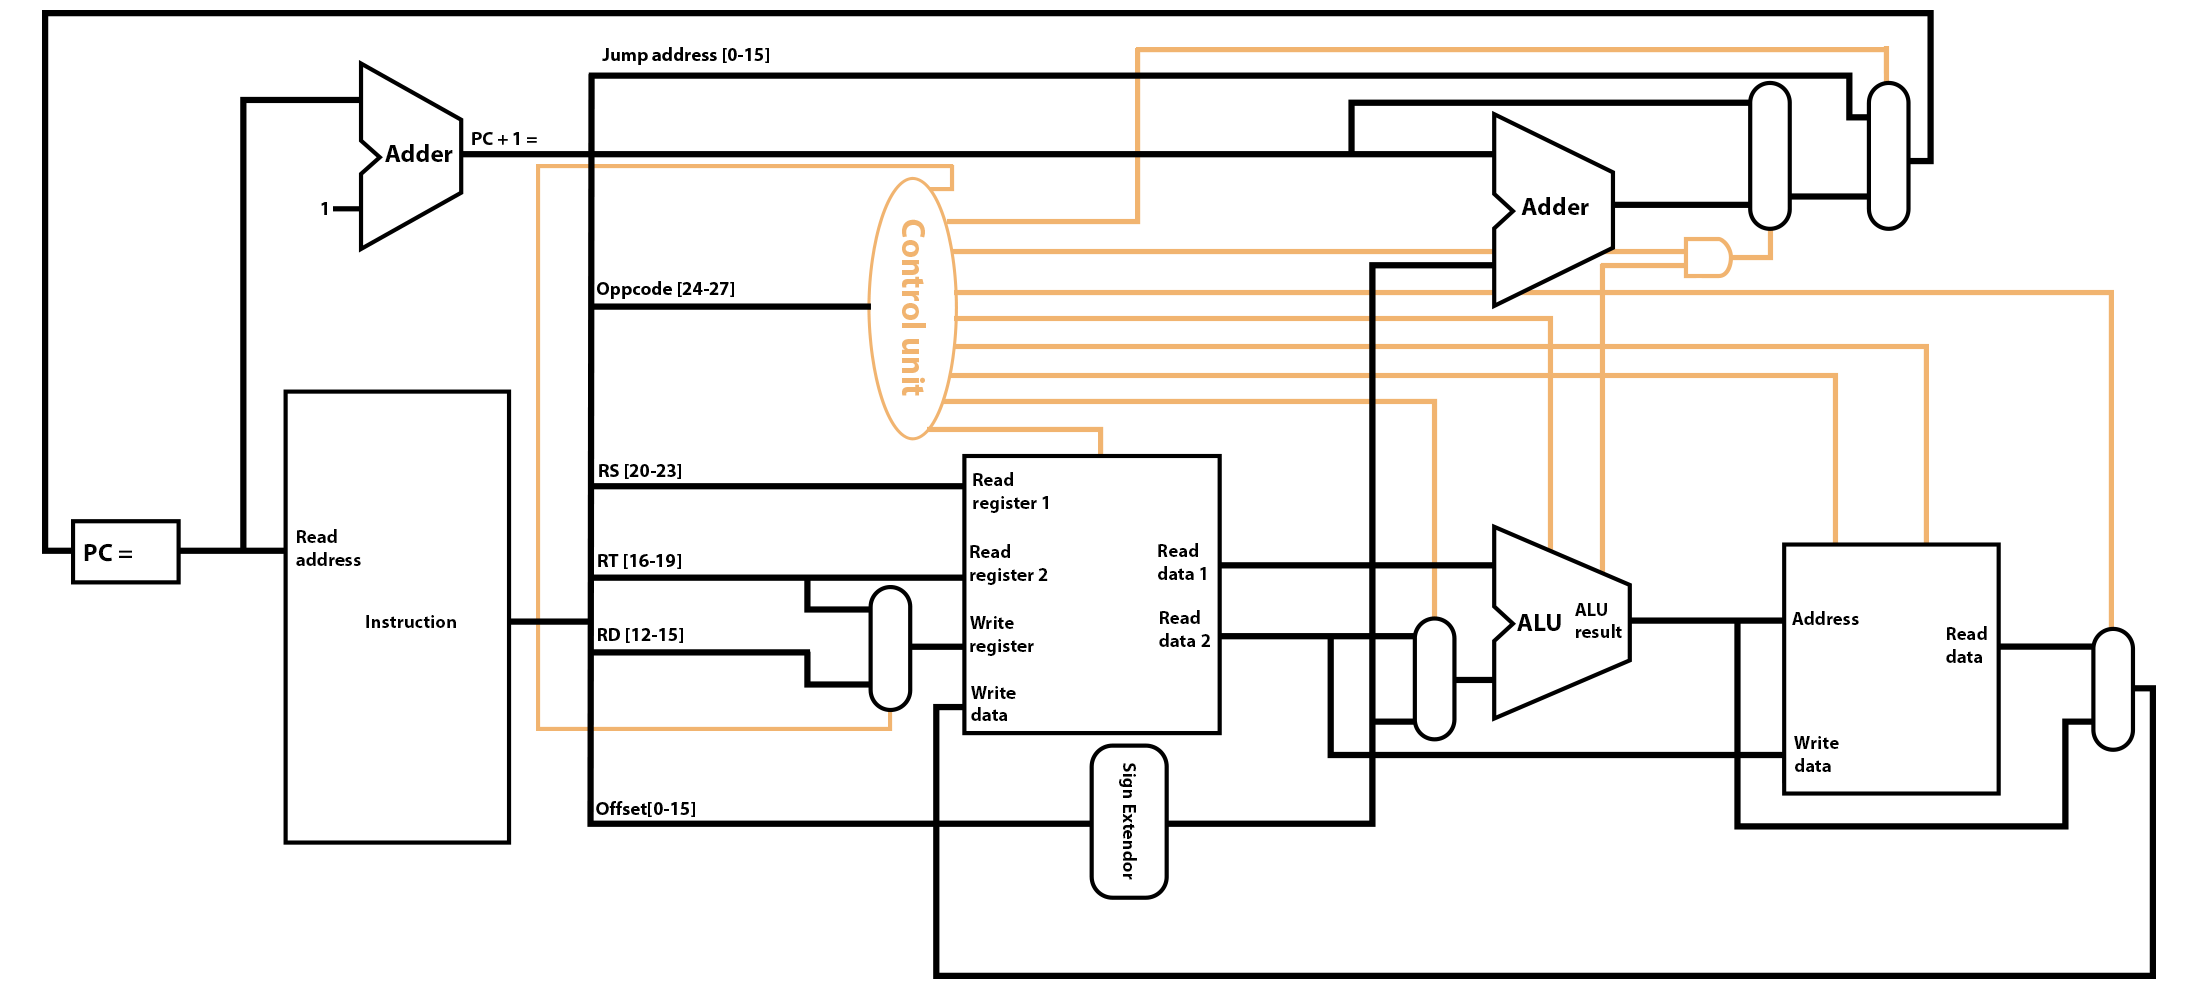 Jump address [0-15]
Adder
PC + 1 =
1
Adder
Control unit
Oppcode [24-27]
RS [20-23]
Read
register 1
PC =
Read
address
RT [16-19]
Read
register 2
Read
data 1
Instruction
RD [12-15]
Write
register
Read
data 2
ALU
ALU
result
Address
Read
data
Write
data
Write
data
Offset[0-15]
Sign Extendor